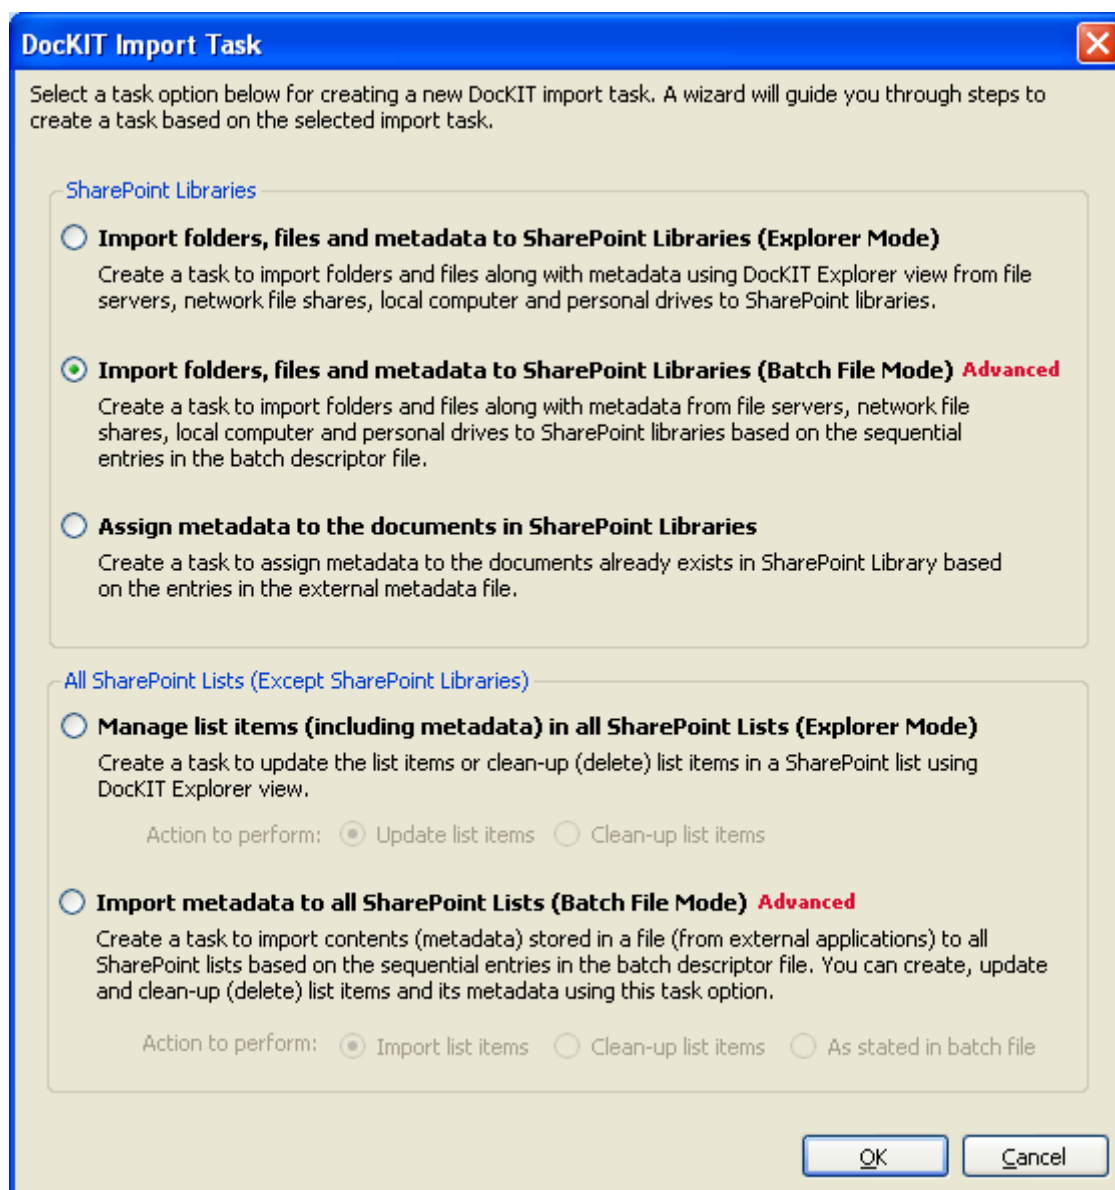 DocKIT Import Task
Select a task option below for creating a new DocKIT import task. A wizard will guide you through steps to
create a task based on the selected import task.
SharePoint Libraries
Import folders, files and metadata to SharePoint Libraries (Explorer Mode)
Create a task to import folders and files along with metadata using DocKIT Explorer view from file
servers, network file shares, local computer and personal drives to SharePoint libraries.
Import folders, files and metadata to SharePoint Libraries (Batch File Mode) Advanced
Create a task to import folders and files along with metadata from file servers, network file
shares, local computer and personal drives to SharePoint libraries based on the sequential
entries in the batch descriptor file.
Assign metadata to the documents in SharePoint Libraries
Create a task to assign metadata to the documents already exists in SharePoint Library based
on the entries in the external metadata file.
All SharePoint Lists (Except SharePoint Libraries)
Manage list items (including metadata) in all SharePoint Lists (Explorer Mode)
Create a task to update the list items or clean-up (delete) list items in a SharePoint list using
DocKIT Explorer view.
Action to perform: Update list items Clean-up list items
Import metadata to all SharePoint Lists (Batch File Mode) Advanced
Create a task to import contents (metadata) stored in a file (from external applications) to all
SharePoint lists based on the sequential entries in the batch descriptor file. You can create, update
and clean-up (delete) list items and its metadata using this task option.
Action to perform: Import list items Clean-up list items As stated in batch file
OK Cancel